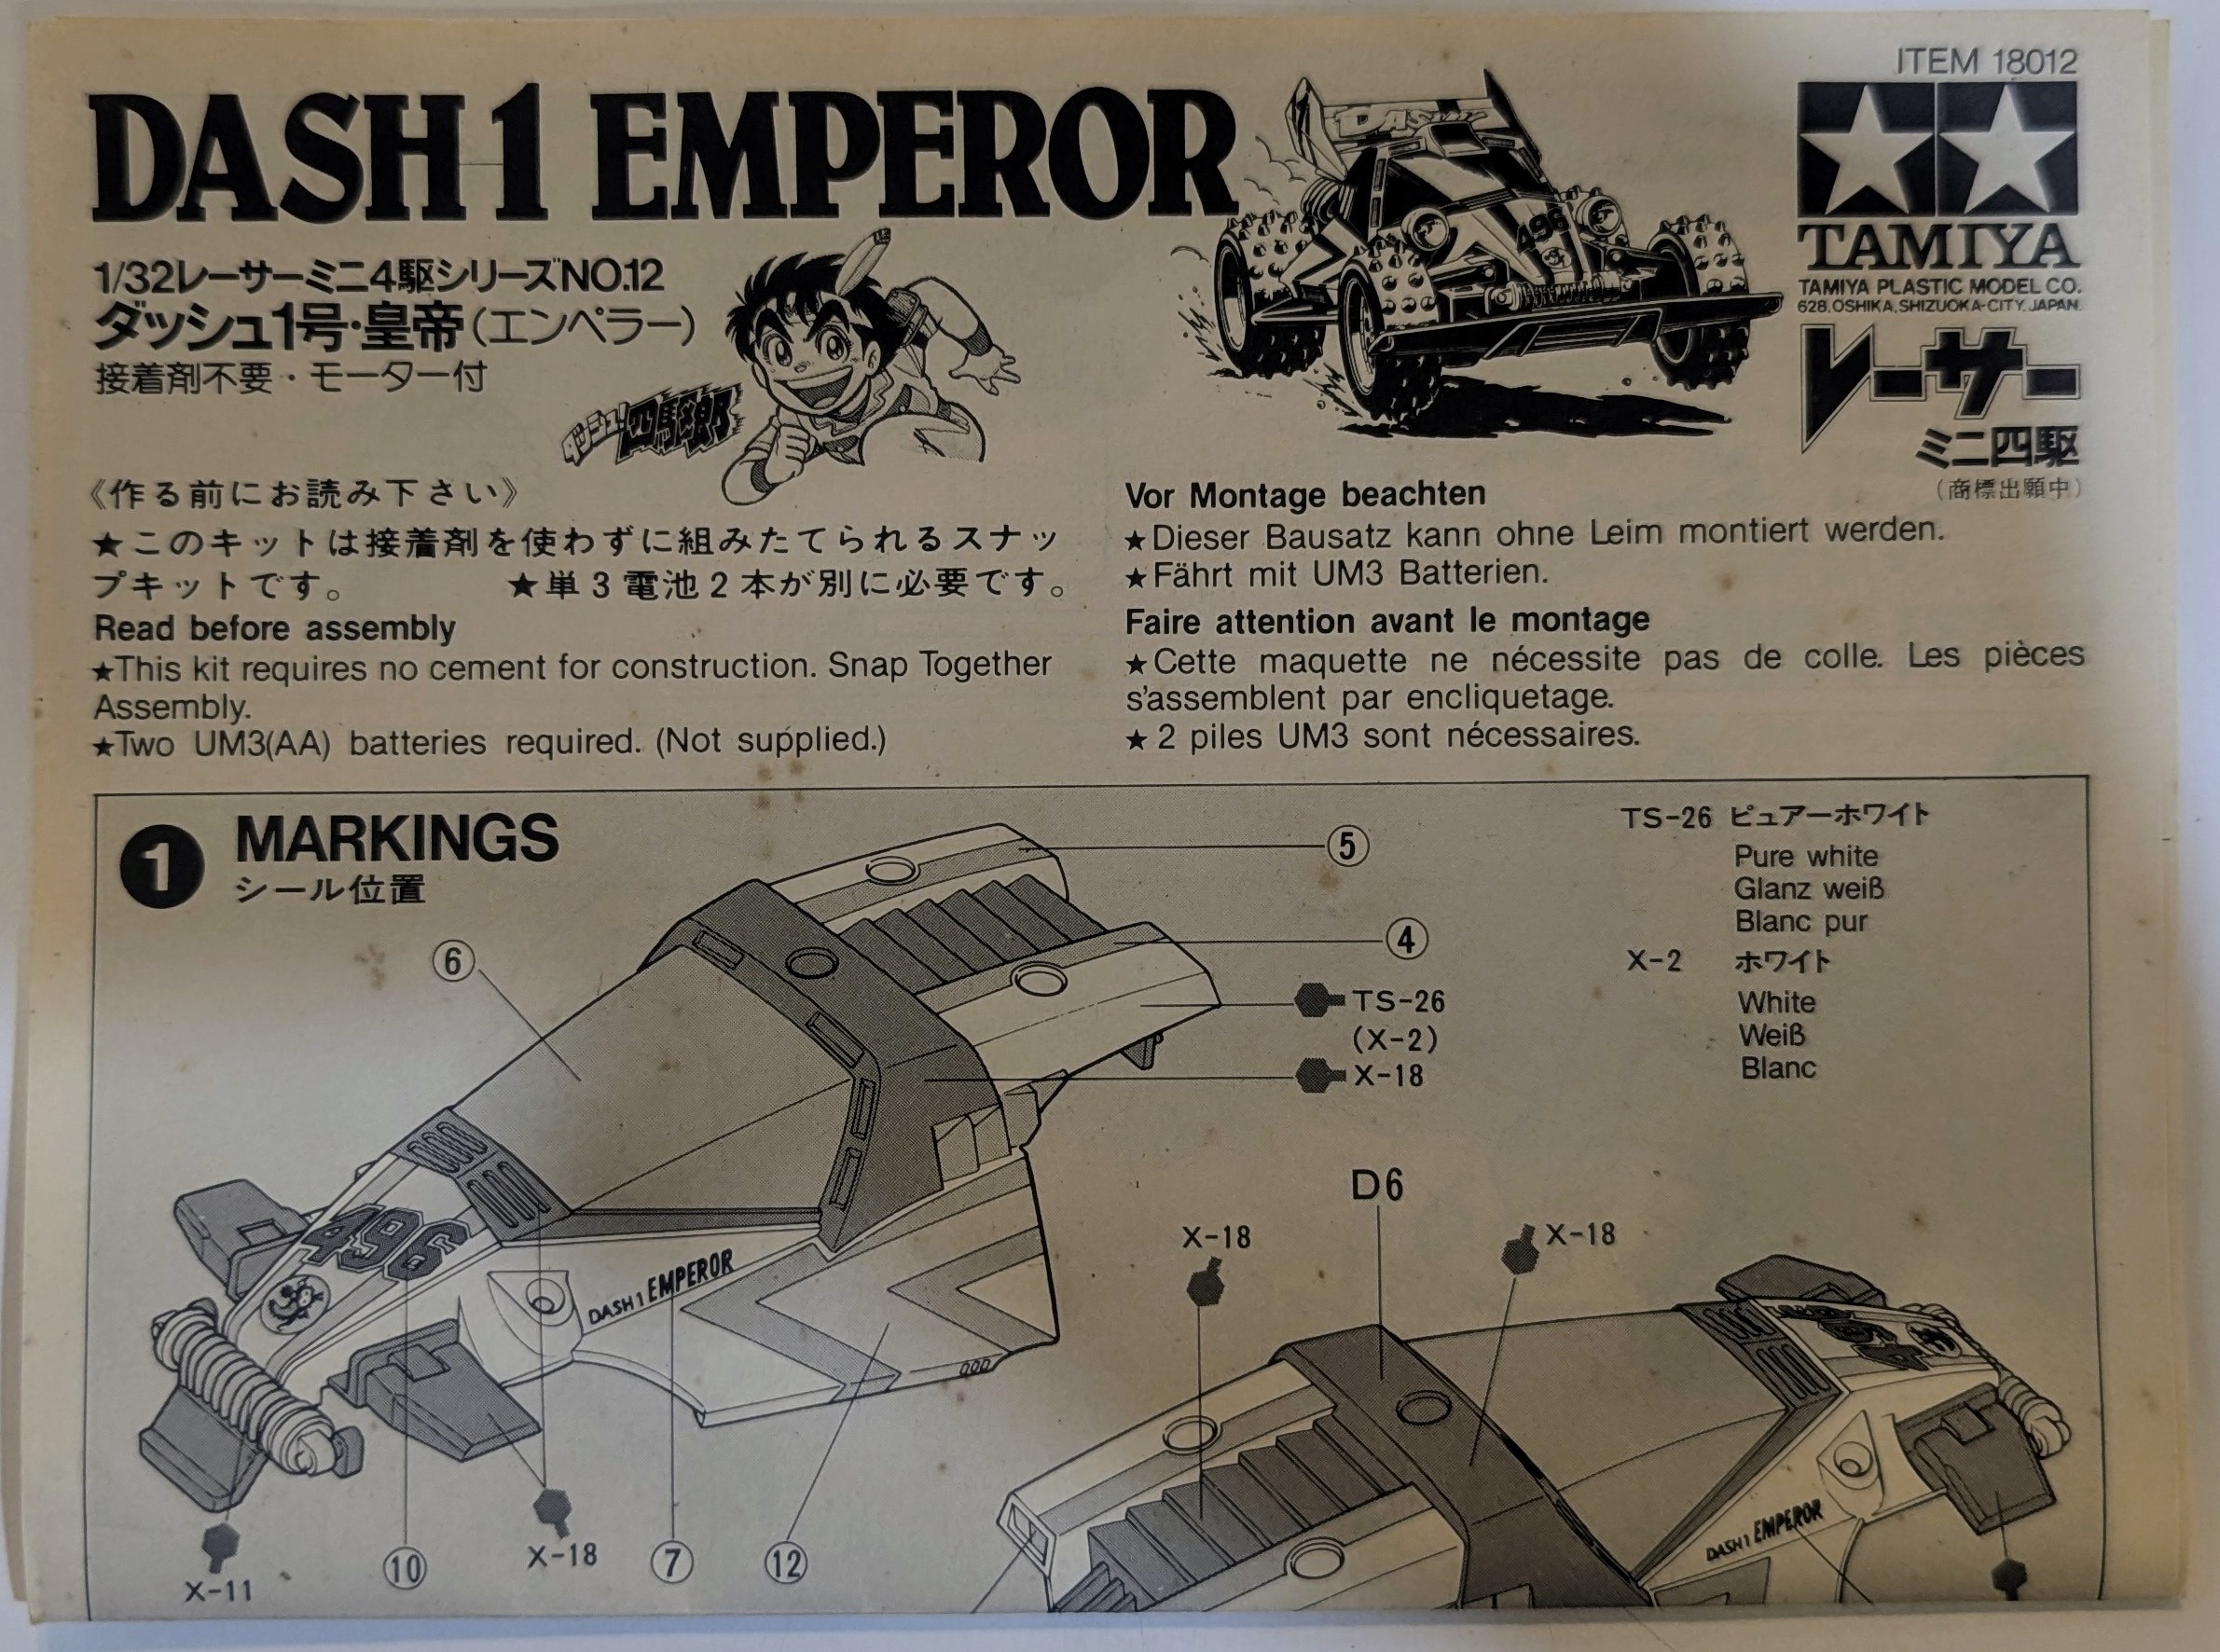 ITEM 18012
DASH 1 EMPEROR
DASH
496
TAMIYA
TAMIYA PLASTIC MODEL CO.
628, OSHIKA, SHIZUOKA-CITY, JAPAN.
レーサー
ミニ四駆
(商標出願中)
1/32レーサーミニ4駆シリーズNO.12
ダッシュ1号・皇帝(エンペラー)
接着剤不要・モーター付
ダッシュ!四駆郎
《作る前にお読み下さい》
★このキットは接着剤を使わずに組みたてられるスナッ
プキットです。 ★単3電池2本が別に必要です。
Read before assembly
★This kit requires no cement for construction. Snap Together
Assembly.
★Two UM3(AA) batteries required. (Not supplied.)
Vor Montage beachten
★Dieser Bausatz kann ohne Leim montiert werden.
★Fährt mit UM3 Batterien.
Faire attention avant le montage
★Cette maquette ne nécessite pas de colle. Les pièces
s'assemblent par encliquetage.
★2 piles UM3 sont nécessaires.
1 MARKINGS
シール位置
TS-26 ピュアーホワイト
Pure white
Glanz weiß
Blanc pur
X-2 ホワイト
White
Weiß
Blanc
⑤
④
⑥
TS-26
(X-2)
X-18
496
DASH 1 EMPEROR
X-11
⑩
X-18
⑦
⑫
D6
X-18
X-18
DASH 1 EMPEROR